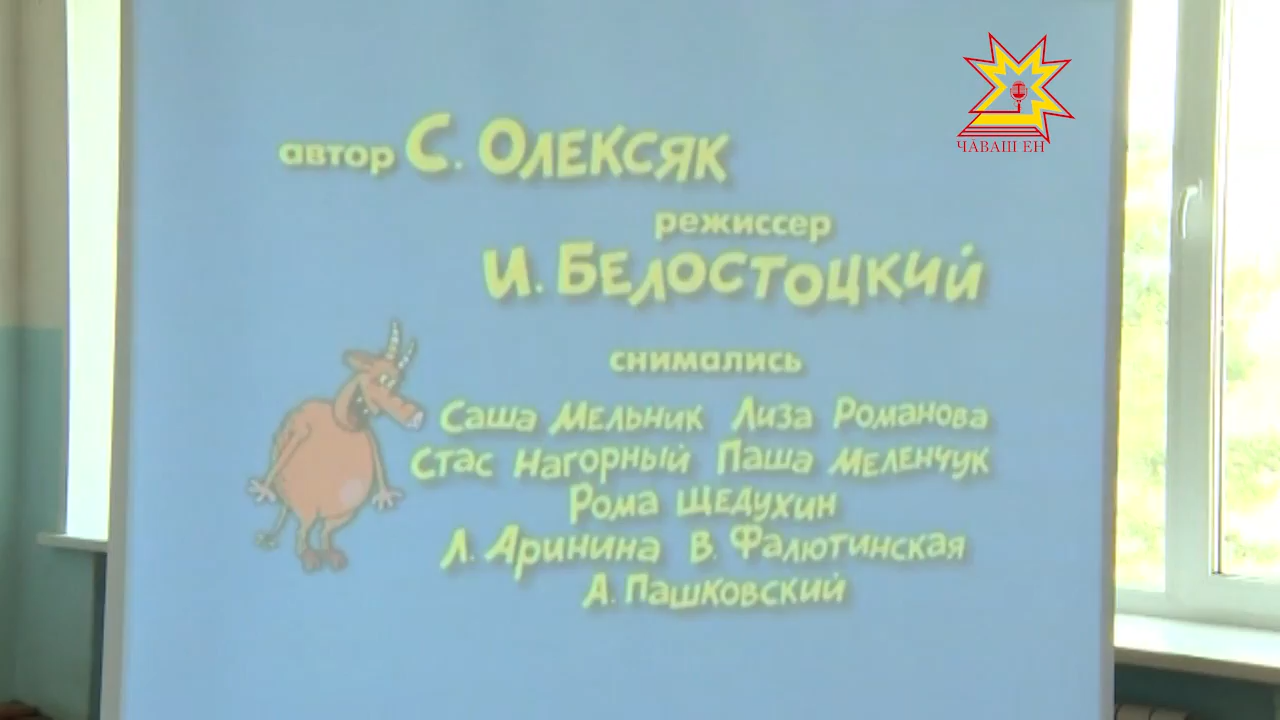 ЧӐВАШ ЕН
автор С. Олексяк
режиссер
И. Белостоцкий
снимались
Саша Мельник Лиза Романова
Стас Нагорный Паша Меленчук
Рома Щедухин
Л. Аринина В. Фалютинская
А. Пашковский